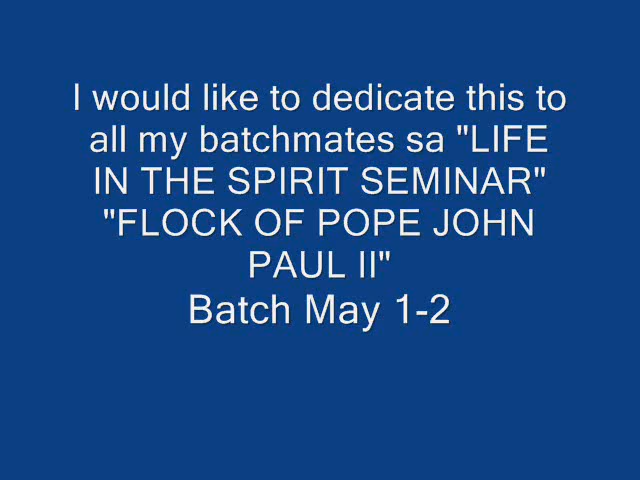 I would like to dedicate this to
all my batchmates sa "LIFE
IN THE SPIRIT SEMINAR"
"FLOCK OF POPE JOHN
PAUL II"
Batch May 1-2